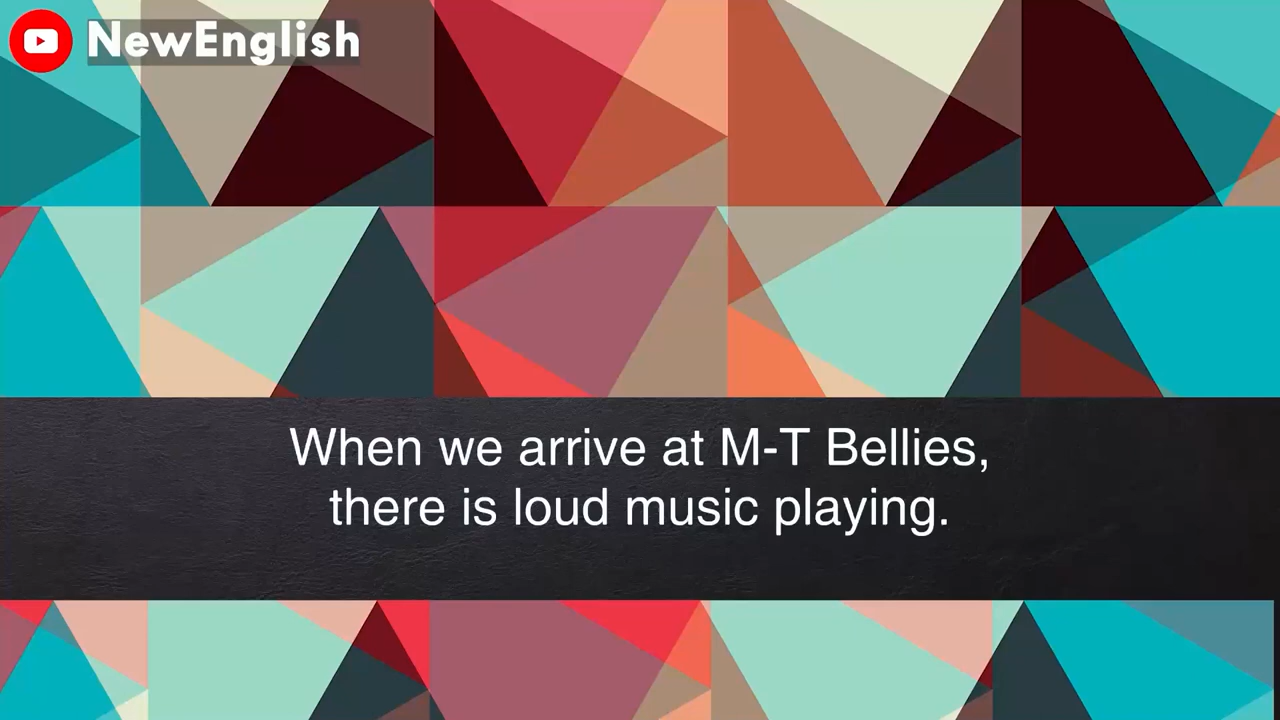 NewEnglish
When we arrive at M-T Bellies,
there is loud music playing.